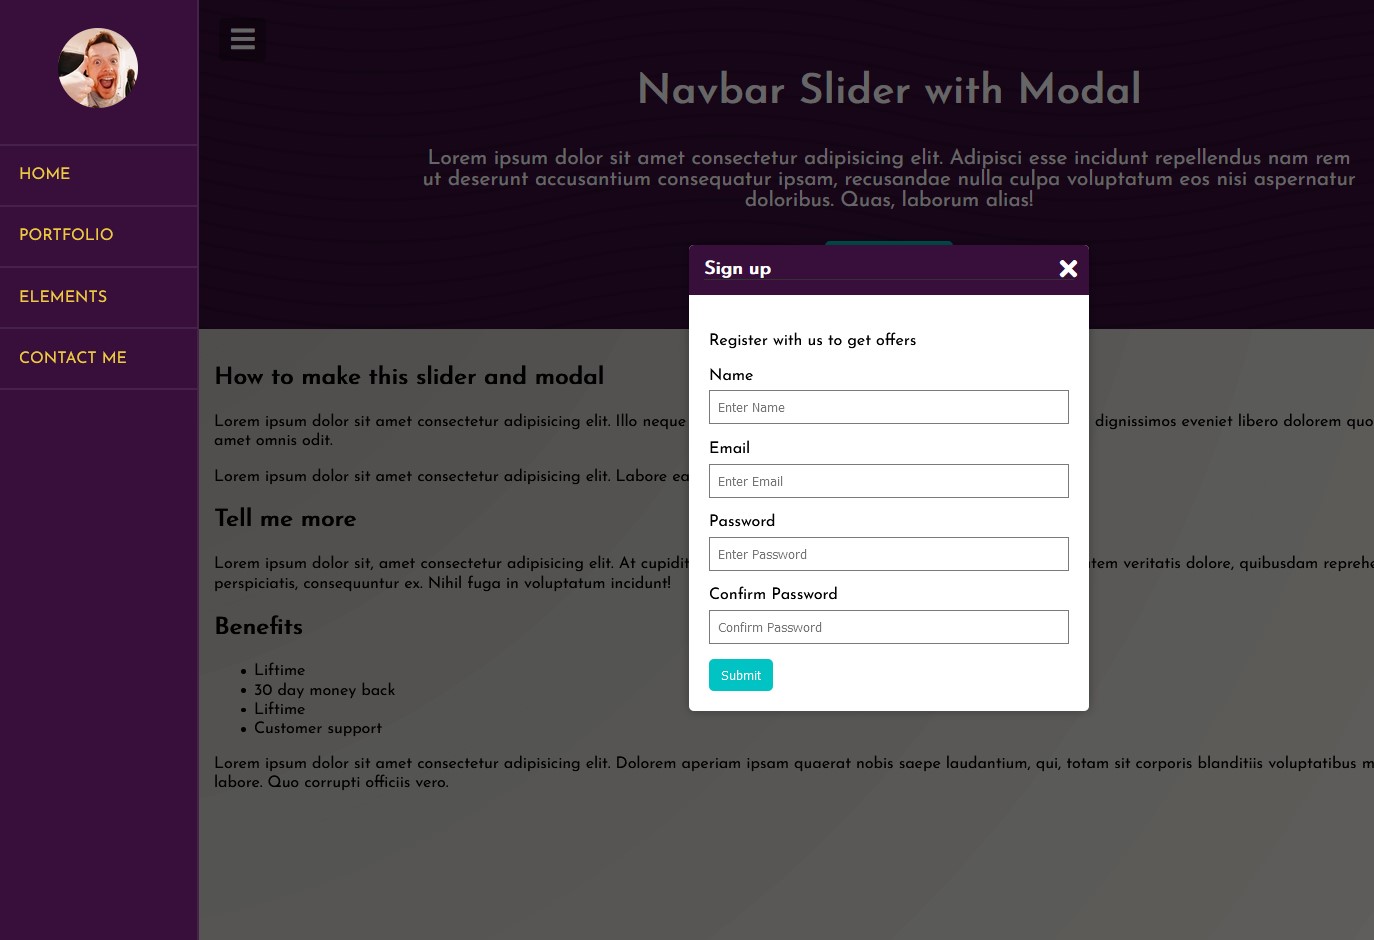 HOME
PORTFOLIO
ELEMENTS
CONTACT ME
Navbar Slider with Modal
Lorem ipsum dolor sit amet consectetur adipisicing elit. Adipisci esse incidunt repellendus nam rem
ut deserunt accusantium consequatur ipsam, recusandae nulla culpa voluptatum eos nisi aspernatur
doloribus. Quas, laborum alias!
Sign up
Register with us to get offers
Name
Enter Name
Email
Enter Email
Password
Enter Password
Confirm Password
Confirm Password
Submit
How to make this slider and modal
Lorem ipsum dolor sit amet consectetur adipisicing elit. Illo neque dignissimos eveniet libero dolorem quo
amet omnis odit.
Lorem ipsum dolor sit amet consectetur adipisicing elit. Labore ea
Tell me more
Lorem ipsum dolor sit, amet consectetur adipisicing elit. At cupidit tem veritatis dolore, quibusdam reprehe
perspiciatis, consequuntur ex. Nihil fuga in voluptatum incidunt!
Benefits
Liftime
30 day money back
Liftime
Customer support
Lorem ipsum dolor sit amet consectetur adipisicing elit. Dolorem aperiam ipsam quaerat nobis saepe laudantium, qui, totam sit corporis blanditiis voluptatibus m
labore. Quo corrupti officiis vero.